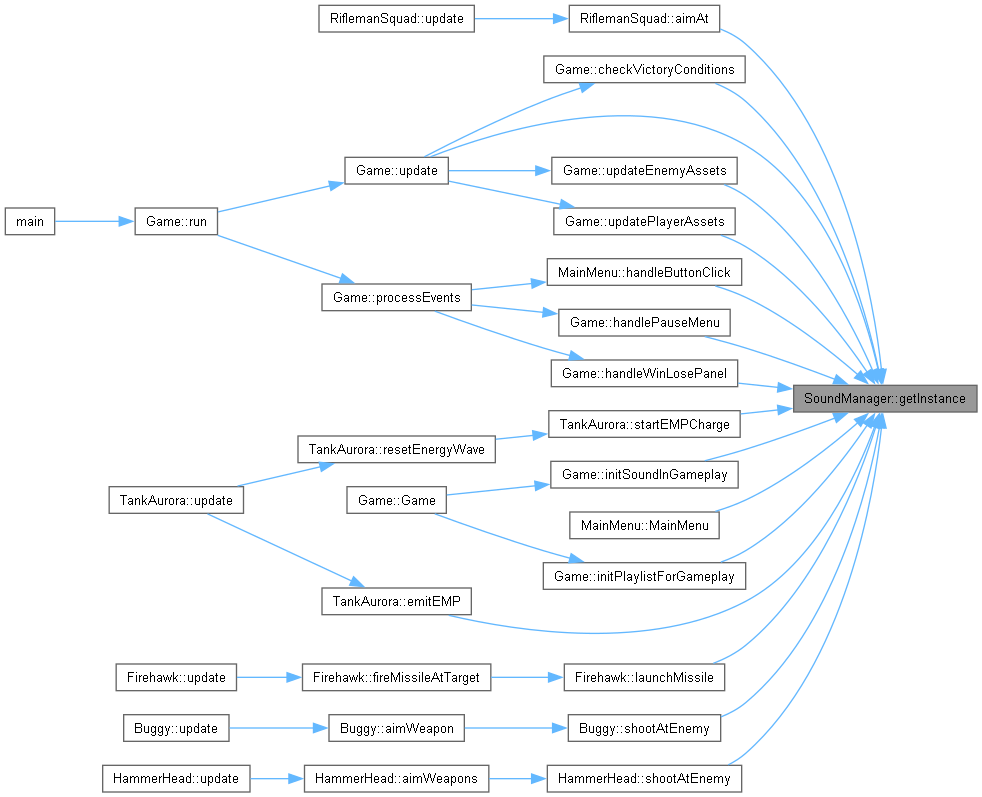 RiflemanSquad::update
RiflemanSquad::aimAt
Game::checkVictoryConditions
Game::update
Game::updateEnemyAssets
main
Game::run
Game::updatePlayerAssets
MainMenu::handleButtonClick
Game::processEvents
Game::handlePauseMenu
Game::handleWinLosePanel
SoundManager::getInstance
TankAurora::startEMPCharge
TankAurora::resetEnergyWave
Game::initSoundInGameplay
TankAurora::update
Game::Game
MainMenu::MainMenu
Game::initPlaylistForGameplay
TankAurora::emitEMP
Firehawk::update
Firehawk::fireMissileAtTarget
Firehawk::launchMissile
Buggy::update
Buggy::aimWeapon
Buggy::shootAtEnemy
HammerHead::update
HammerHead::aimWeapons
HammerHead::shootAtEnemy